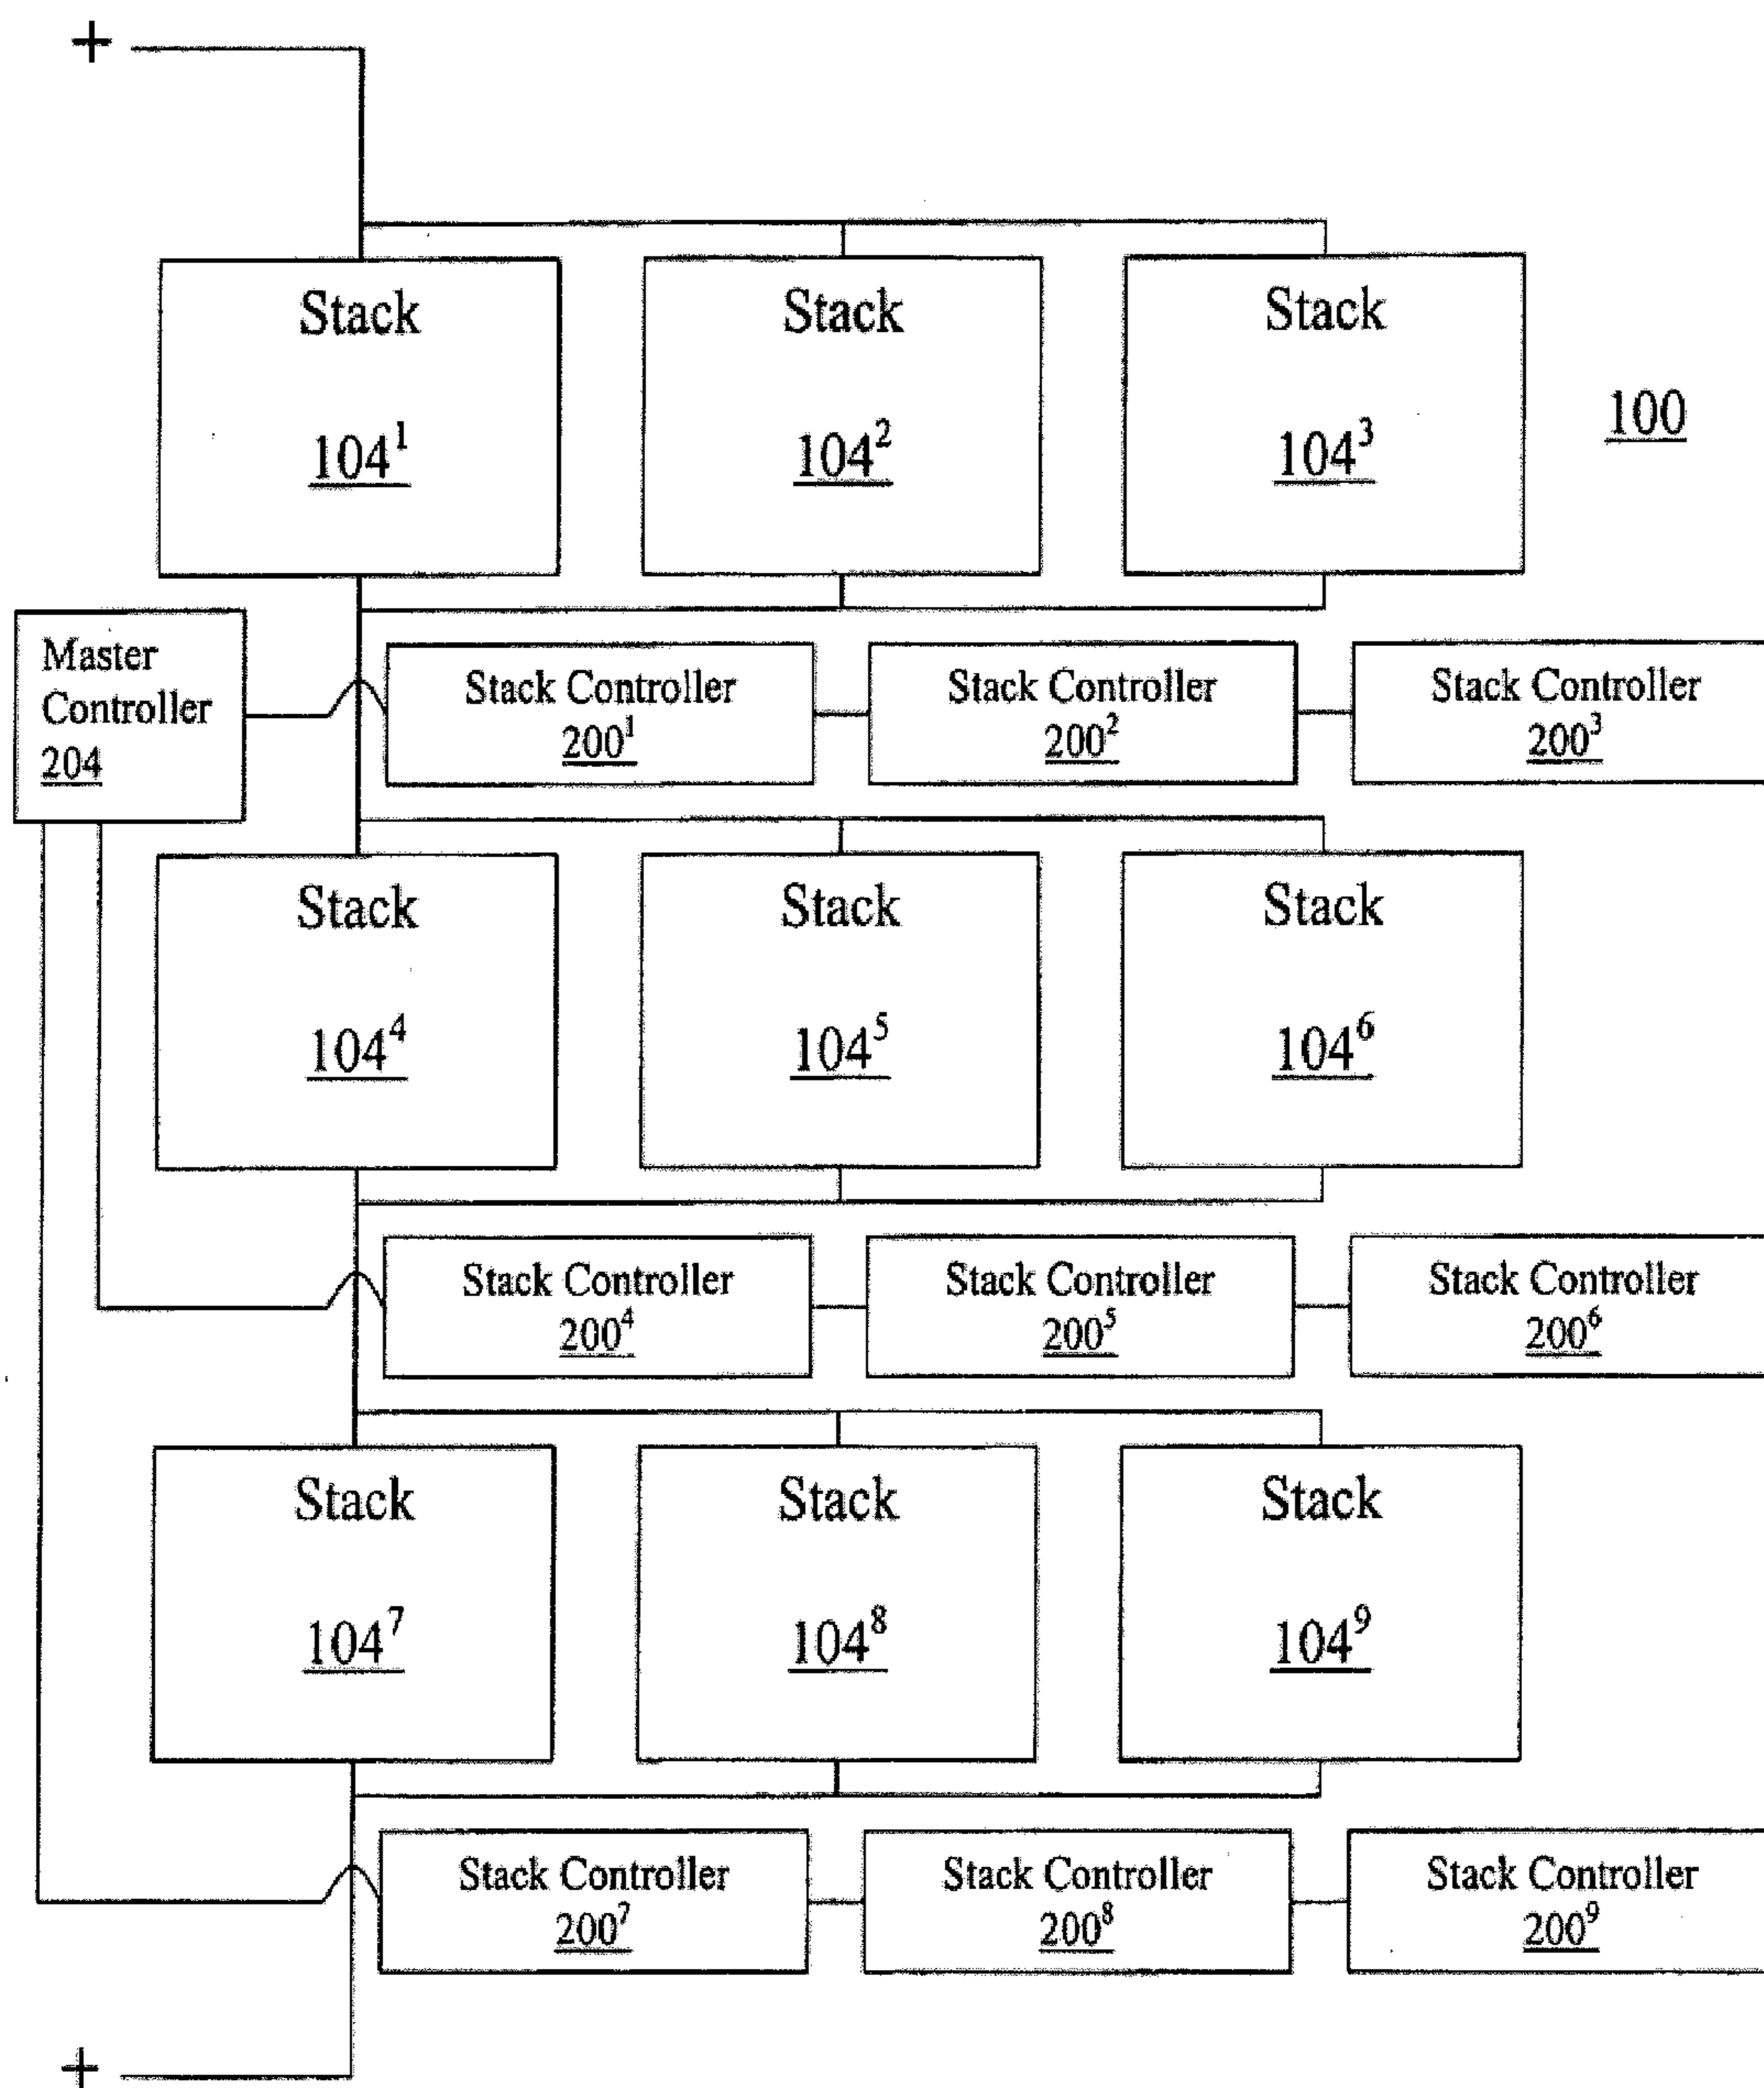 +
Stack Stack Stack
104¹ 104² 104³ 100
Master
Controller
204
Stack Controller
200¹
Stack Controller
200²
Stack Controller
200³
Stack Stack Stack
104⁴ 104⁵ 104⁶
Stack Controller
200⁴
Stack Controller
200⁵
Stack Controller
200⁶
Stack Stack Stack
104⁷ 104⁸ 104⁹
Stack Controller
200⁷
Stack Controller
200⁸
Stack Controller
200⁹
+